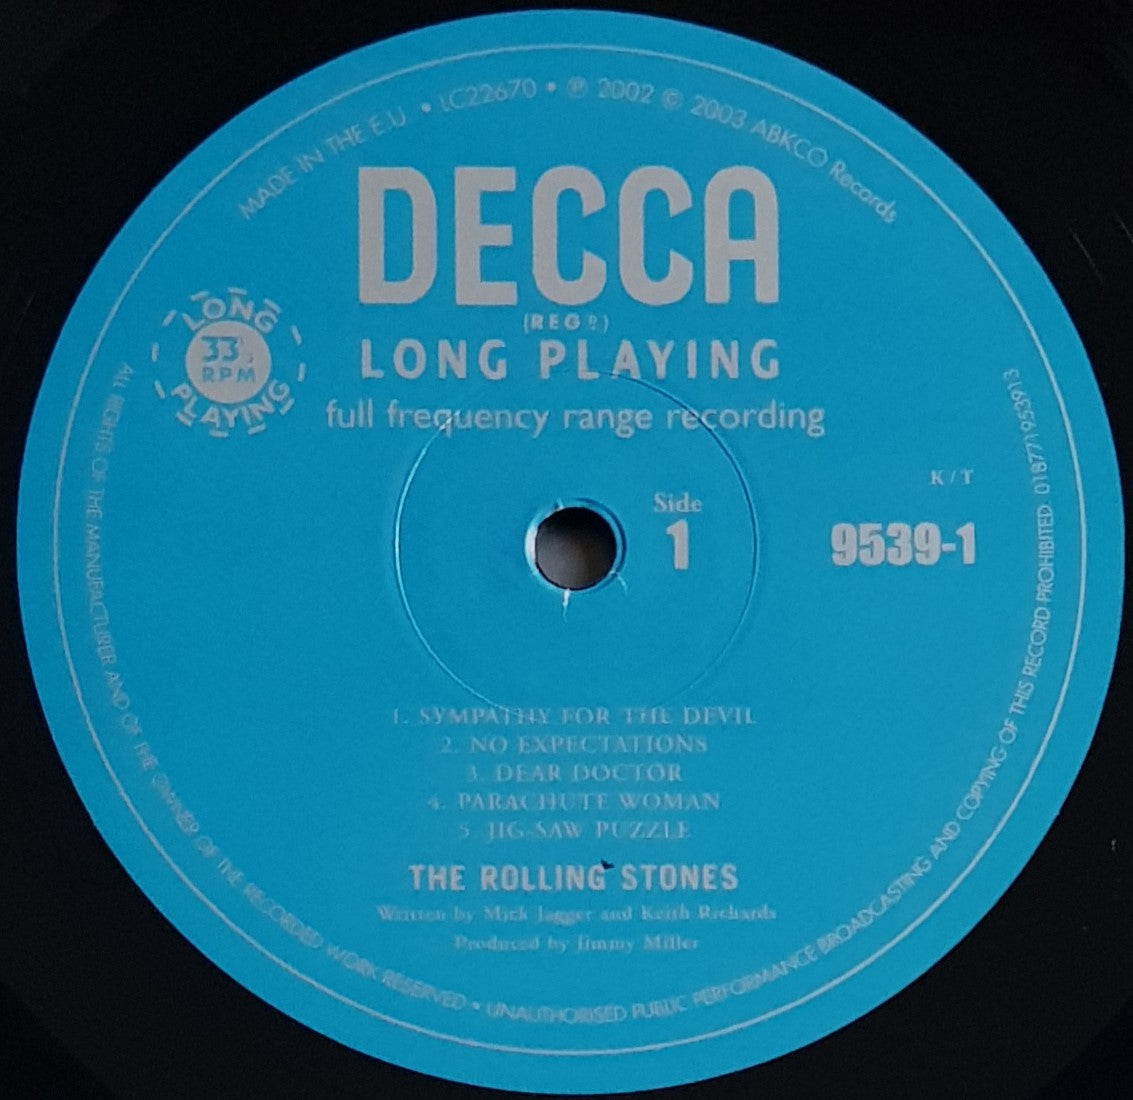 MADE IN THE E.U • LC22670 • ℗ 2002 © 2003 ABKCO Records
DECCA
(REGD)
LONG PLAYING
full frequency range recording
LONG
33⅓
RPM
PLAYING
K / T
Side
1
9539-1
1. SYMPATHY FOR THE DEVIL
2. NO EXPECTATIONS
3. DEAR DOCTOR
4. PARACHUTE WOMAN
5. JIG-SAW PUZZLE
THE ROLLING STONES
Written by Mick Jagger and Keith Richards
Produced by Jimmy Miller
ALL RIGHTS OF THE MANUFACTURER AND OF THE OWNER OF THE RECORDED WORK RESERVED • UNAUTHORISED PUBLIC PERFORMANCE BROADCASTING AND COPYING OF THIS RECORD PROHIBITED 01877\953913